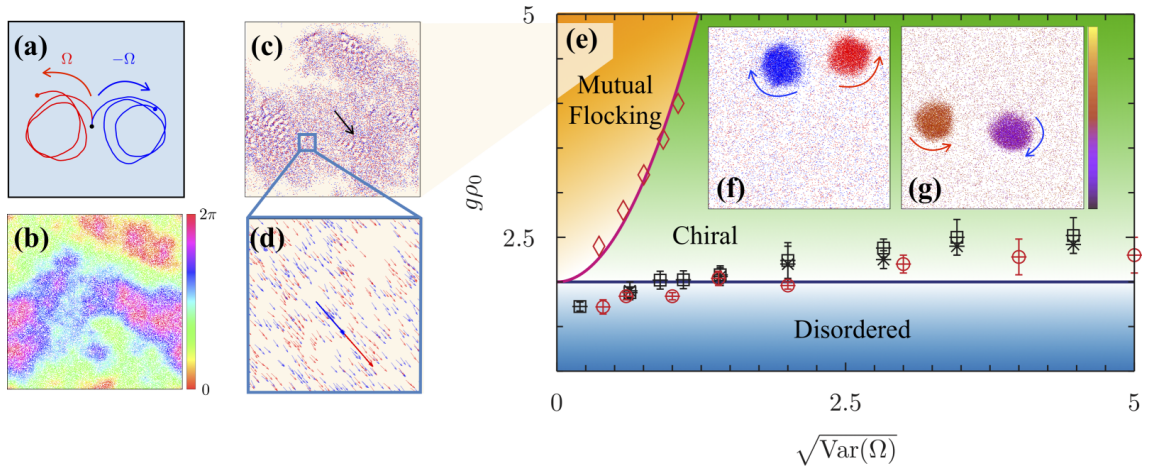 (a)
Ω
−Ω
(b)
2π
0
(c)
(d)
(e)
Mutual
Flocking
(f)
(g)
Chiral
Disordered
5
2.5
gρ₀
0
2.5
5
√Var(Ω)